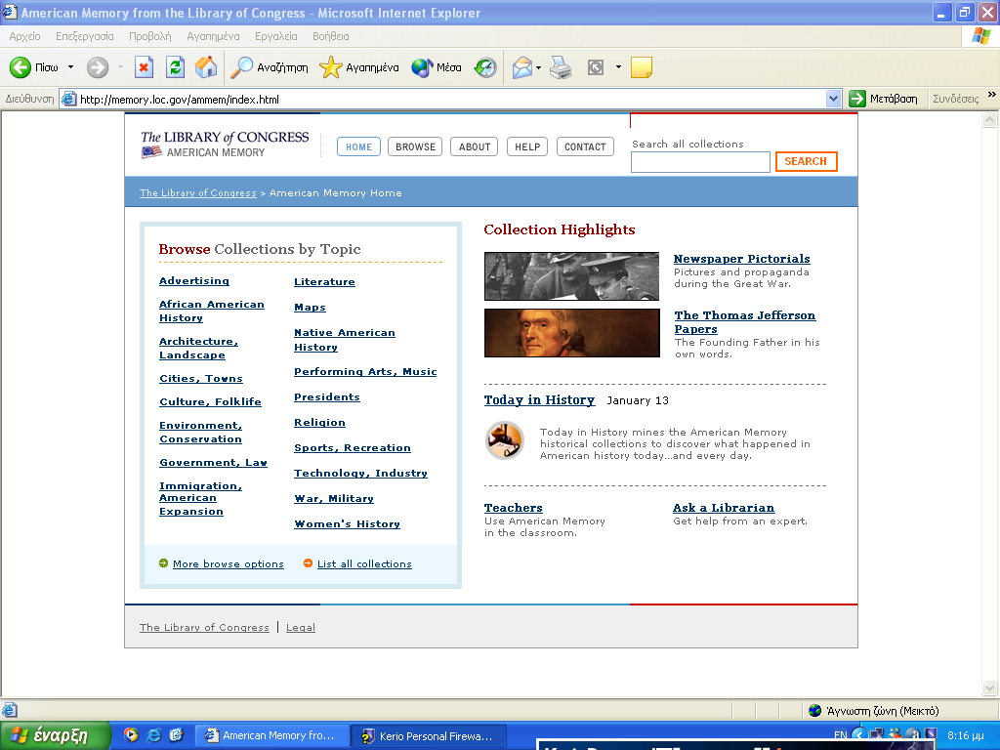 American Memory from the Library of Congress - Microsoft Internet Explorer
Αρχείο Επεξεργασία Προβολή Αγαπημένα Εργαλεία Βοήθεια
Πίσω Αναζήτηση Αγαπημένα Μέσα
Διεύθυνση http://memory.loc.gov/ammem/index.html Μετάβαση Συνδέσεις »
The LIBRARY of CONGRESS
AMERICAN MEMORY
HOME BROWSE ABOUT HELP CONTACT
Search all collections
SEARCH
The Library of Congress > American Memory Home
Browse Collections by Topic
Advertising
African American
History
Architecture,
Landscape
Cities, Towns
Culture, Folklife
Environment,
Conservation
Government, Law
Immigration,
American
Expansion
Literature
Maps
Native American
History
Performing Arts, Music
Presidents
Religion
Sports, Recreation
Technology, Industry
War, Military
Women's History
More browse options List all collections
Collection Highlights
Newspaper Pictorials
Pictures and propaganda
during the Great War.
The Thomas Jefferson
Papers
The Founding Father in his
own words.
Today in History January 13
Today in History mines the American Memory
historical collections to discover what happened in
American history today...and every day.
Teachers
Use American Memory
in the classroom.
Ask a Librarian
Get help from an expert.
The Library of Congress | Legal
Άγνωστη ζώνη (Μεικτό)
έναρξη American Memory fro... Kerio Personal Firewa... EN 8:16 μμ